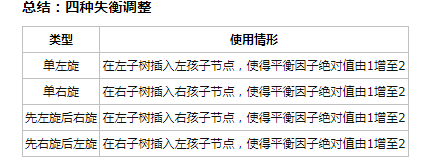 总结：四种失衡调整
类型 使用情形
单左旋 在左子树插入左孩子节点，使得平衡因子绝对值由1增至2
单右旋 在右子树插入右孩子节点，使得平衡因子绝对值由1增至2
先左旋后右旋 在左子树插入右孩子节点，使得平衡因子绝对值由1增至2
先右旋后左旋 在右子树插入左孩子节点，使得平衡因子绝对值由1增至2